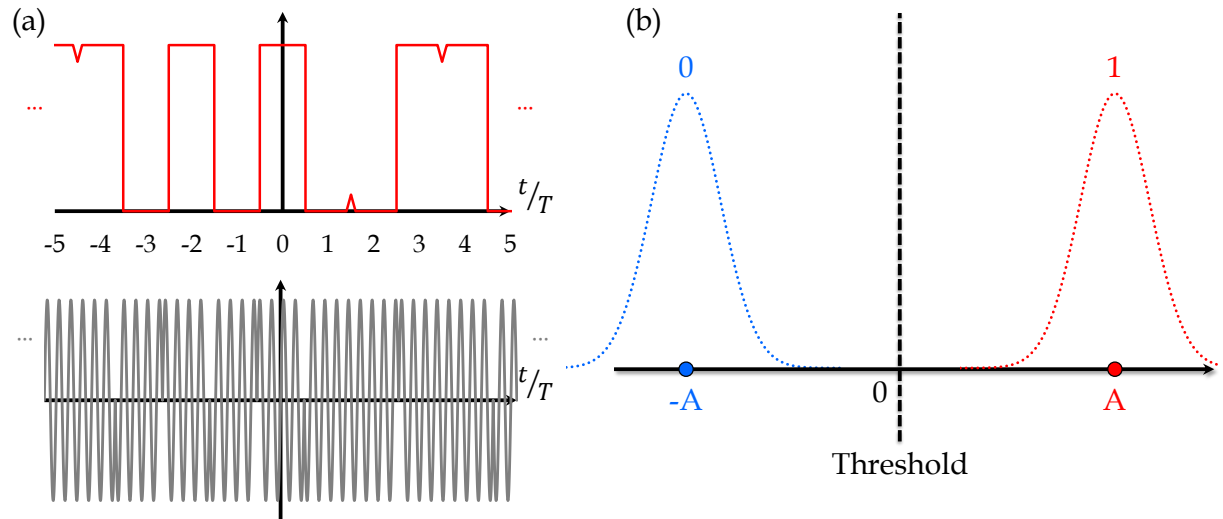 (a)
... ...
t/T
-5 -4 -3 -2 -1 0 1 2 3 4 5
... ...
t/T
(b)
0 1
-A 0 A
Threshold